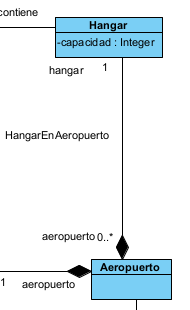 contiene
Hangar
-capacidad : Integer
hangar 1
HangarEnAeropuerto
aeropuerto 0..*
Aeropuerto
1 aeropuerto